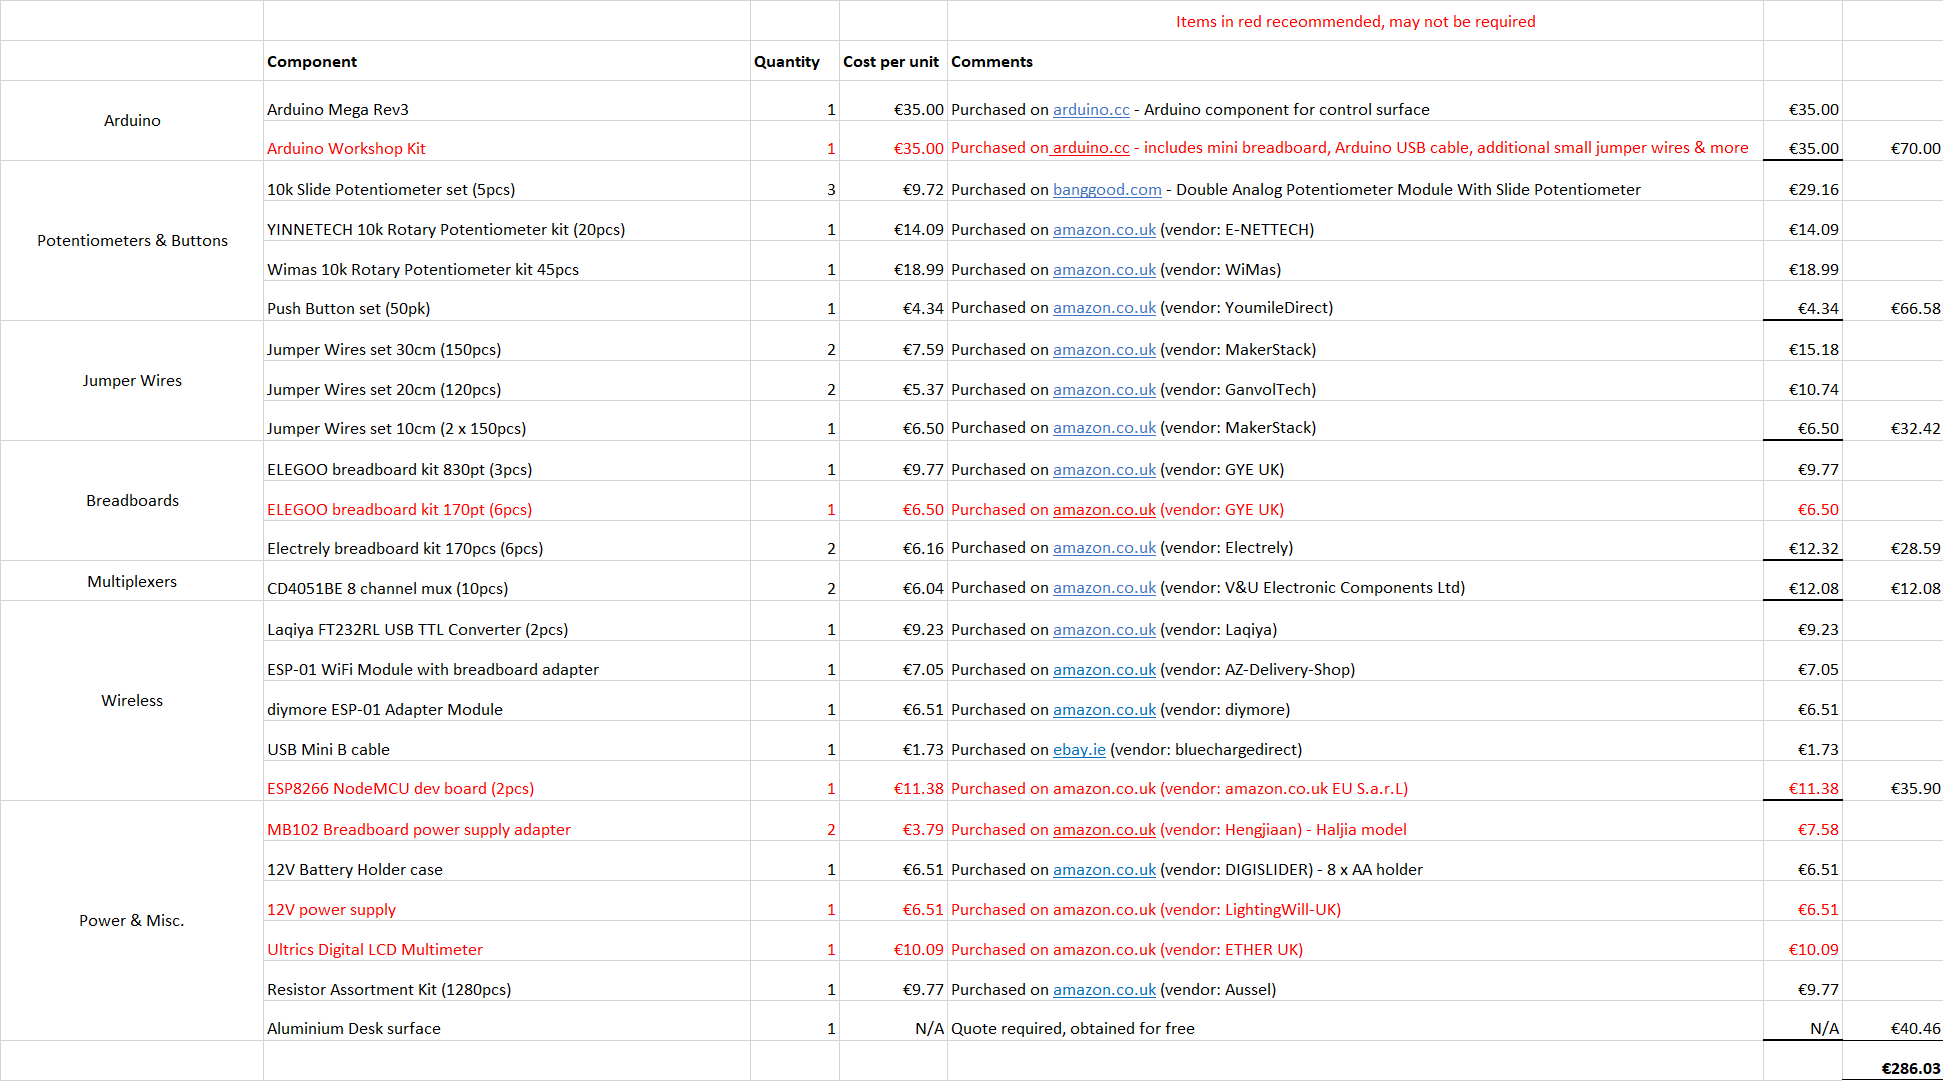 Items in red receommended, may not be required
Component Quantity Cost per unit Comments
Arduino
Arduino Mega Rev3 1 €35.00 Purchased on arduino.cc - Arduino component for control surface €35.00
Arduino Workshop Kit 1 €35.00 Purchased on arduino.cc - includes mini breadboard, Arduino USB cable, additional small jumper wires & more €35.00 €70.00
Potentiometers & Buttons
10k Slide Potentiometer set (5pcs) 3 €9.72 Purchased on banggood.com - Double Analog Potentiometer Module With Slide Potentiometer €29.16
YINNETECH 10k Rotary Potentiometer kit (20pcs) 1 €14.09 Purchased on amazon.co.uk (vendor: E-NETTECH) €14.09
Wimas 10k Rotary Potentiometer kit 45pcs 1 €18.99 Purchased on amazon.co.uk (vendor: WiMas) €18.99
Push Button set (50pk) 1 €4.34 Purchased on amazon.co.uk (vendor: YoumileDirect) €4.34 €66.58
Jumper Wires
Jumper Wires set 30cm (150pcs) 2 €7.59 Purchased on amazon.co.uk (vendor: MakerStack) €15.18
Jumper Wires set 20cm (120pcs) 2 €5.37 Purchased on amazon.co.uk (vendor: GanvolTech) €10.74
Jumper Wires set 10cm (2 x 150pcs) 1 €6.50 Purchased on amazon.co.uk (vendor: MakerStack) €6.50 €32.42
Breadboards
ELEGOO breadboard kit 830pt (3pcs) 1 €9.77 Purchased on amazon.co.uk (vendor: GYE UK) €9.77
ELEGOO breadboard kit 170pt (6pcs) 1 €6.50 Purchased on amazon.co.uk (vendor: GYE UK) €6.50
Electrely breadboard kit 170pcs (6pcs) 2 €6.16 Purchased on amazon.co.uk (vendor: Electrely) €12.32 €28.59
Multiplexers
CD4051BE 8 channel mux (10pcs) 2 €6.04 Purchased on amazon.co.uk (vendor: V&U Electronic Components Ltd) €12.08 €12.08
Wireless
Laqiya FT232RL USB TTL Converter (2pcs) 1 €9.23 Purchased on amazon.co.uk (vendor: Laqiya) €9.23
ESP-01 WiFi Module with breadboard adapter 1 €7.05 Purchased on amazon.co.uk (vendor: AZ-Delivery-Shop) €7.05
diymore ESP-01 Adapter Module 1 €6.51 Purchased on amazon.co.uk (vendor: diymore) €6.51
USB Mini B cable 1 €1.73 Purchased on ebay.ie (vendor: bluechargedirect) €1.73
ESP8266 NodeMCU dev board (2pcs) 1 €11.38 Purchased on amazon.co.uk (vendor: amazon.co.uk EU S.a.r.L) €11.38 €35.90
Power & Misc.
MB102 Breadboard power supply adapter 2 €3.79 Purchased on amazon.co.uk (vendor: Hengjiaan) - Haljia model €7.58
12V Battery Holder case 1 €6.51 Purchased on amazon.co.uk (vendor: DIGISLIDER) - 8 x AA holder €6.51
12V power supply 1 €6.51 Purchased on amazon.co.uk (vendor: LightingWill-UK) €6.51
Ultrics Digital LCD Multimeter 1 €10.09 Purchased on amazon.co.uk (vendor: ETHER UK) €10.09
Resistor Assortment Kit (1280pcs) 1 €9.77 Purchased on amazon.co.uk (vendor: Aussel) €9.77
Aluminium Desk surface 1 N/A Quote required, obtained for free N/A €40.46
€286.03